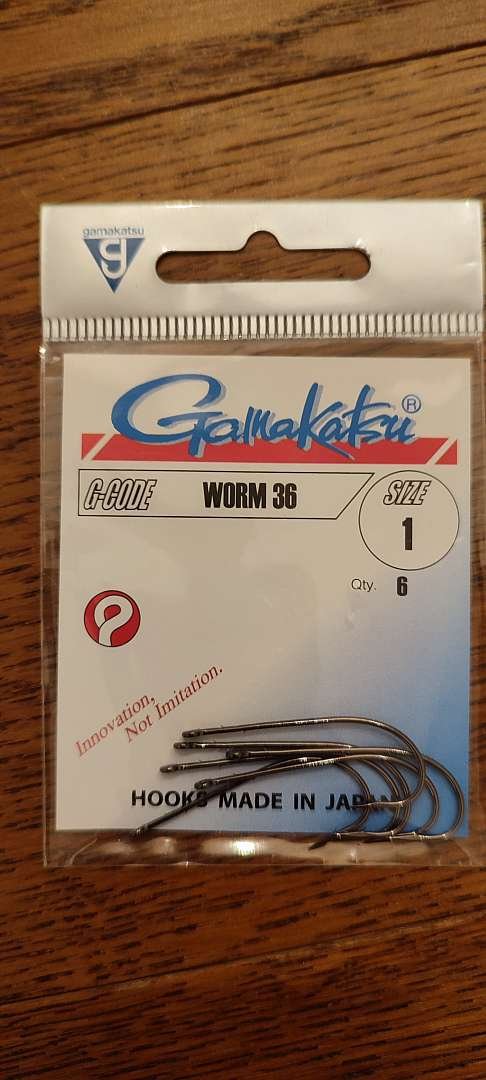 gamakatsu
g
Gamakatsu®
G-CODE WORM 36 SIZE
1
Qty. 6
Innovation,
Not Imitation.
HOOKS MADE IN JAPAN